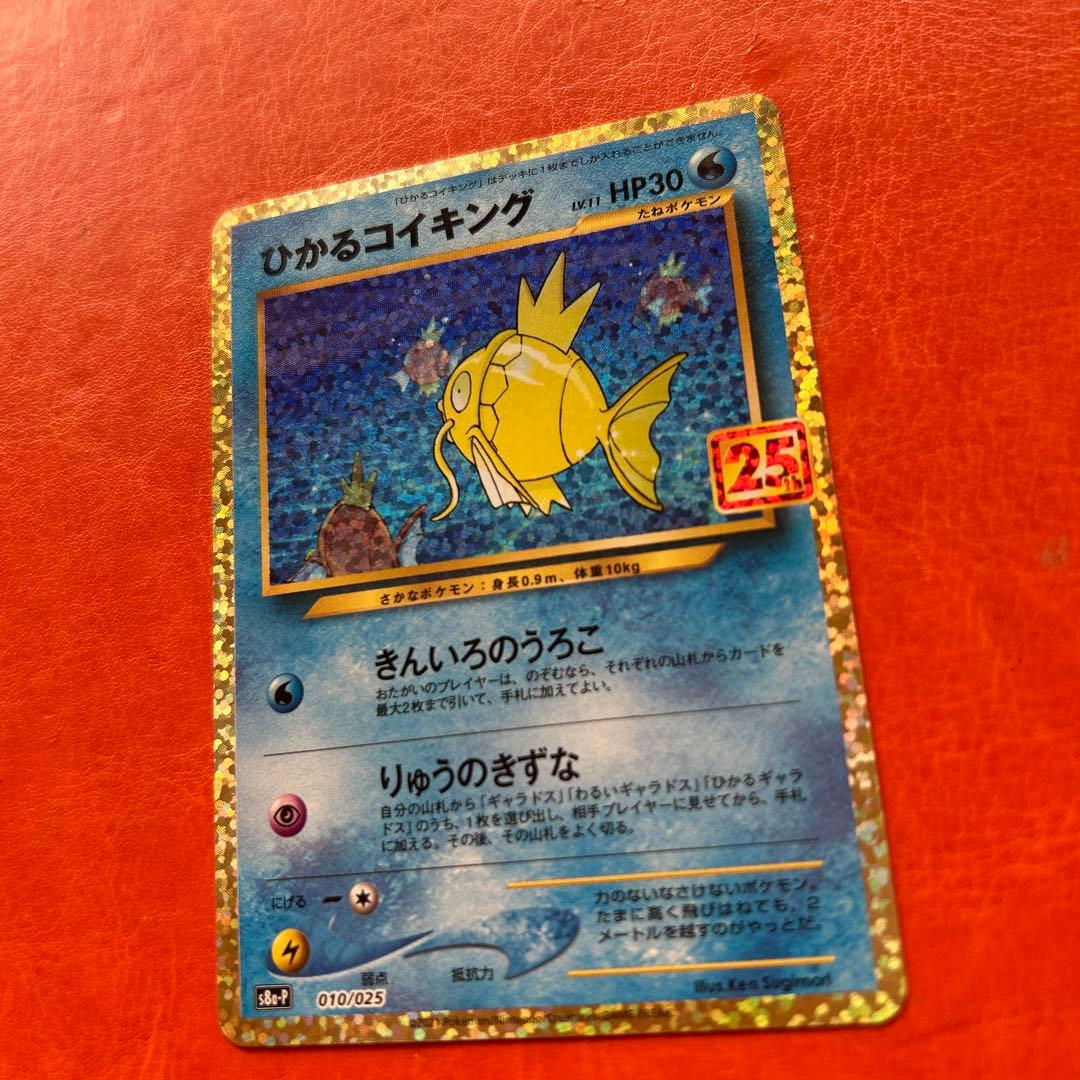 「ひかるコイキング」はデッキに1枚までしか入れることができません。
ひかるコイキング LV.11 HP30
たねポケモン
25th
さかなポケモン：身長0.9m、体重10kg
きんいろのうろこ
おたがいのプレイヤーは、のぞむなら、それぞれの山札からカードを
最大2枚まで引いて、手札に加えてよい。
りゅうのきずな
自分の山札から「ギャラドス」「わるいギャラドス」「ひかるギャラ
ドス」のうち、1枚を選び出し、相手プレイヤーに見せてから、手札
に加える。その後、その山札をよく切る。
にげる
力のないなさけないポケモン。
たまに高く飛びはねても、2
メートルを越すのがやっとだ。
弱点 抵抗力
Illus.Ken Sugimori
s8a-P 010/025
©2021 Pokémon/Nintendo/Creatures/GAME FREAK.